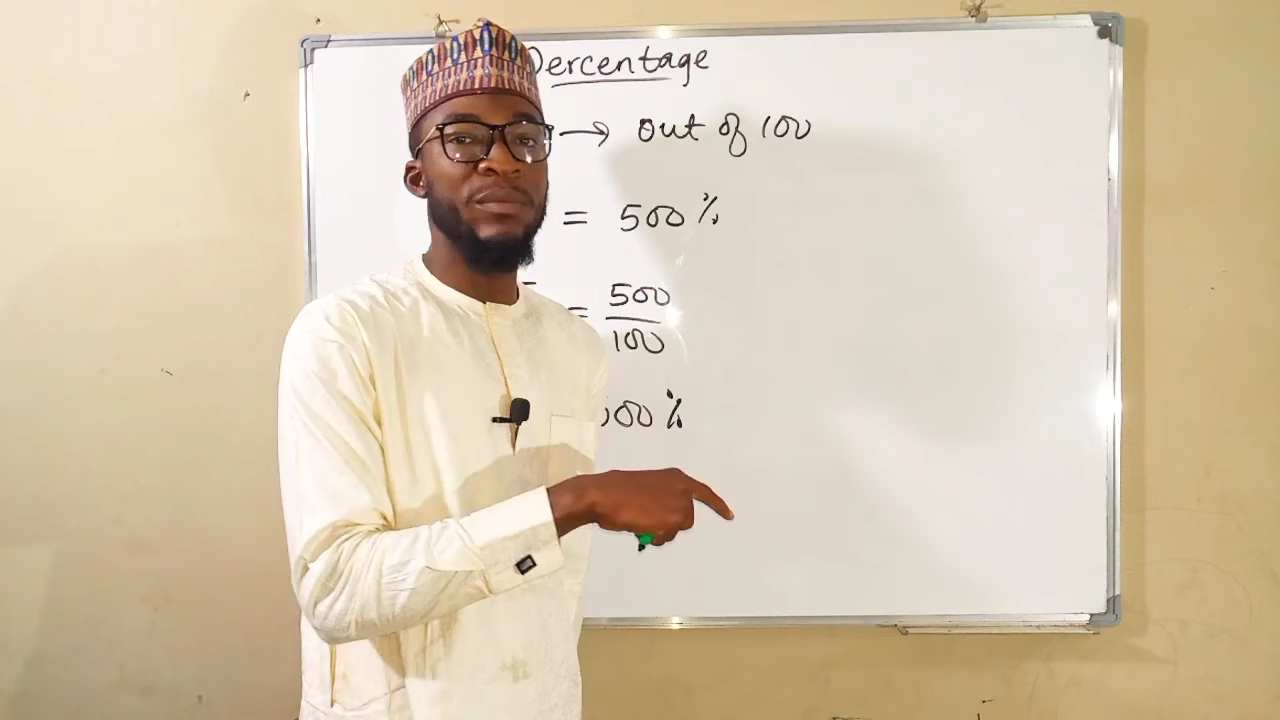 Percentage
→ out of 100
= 500 %
= 500/100
00 %